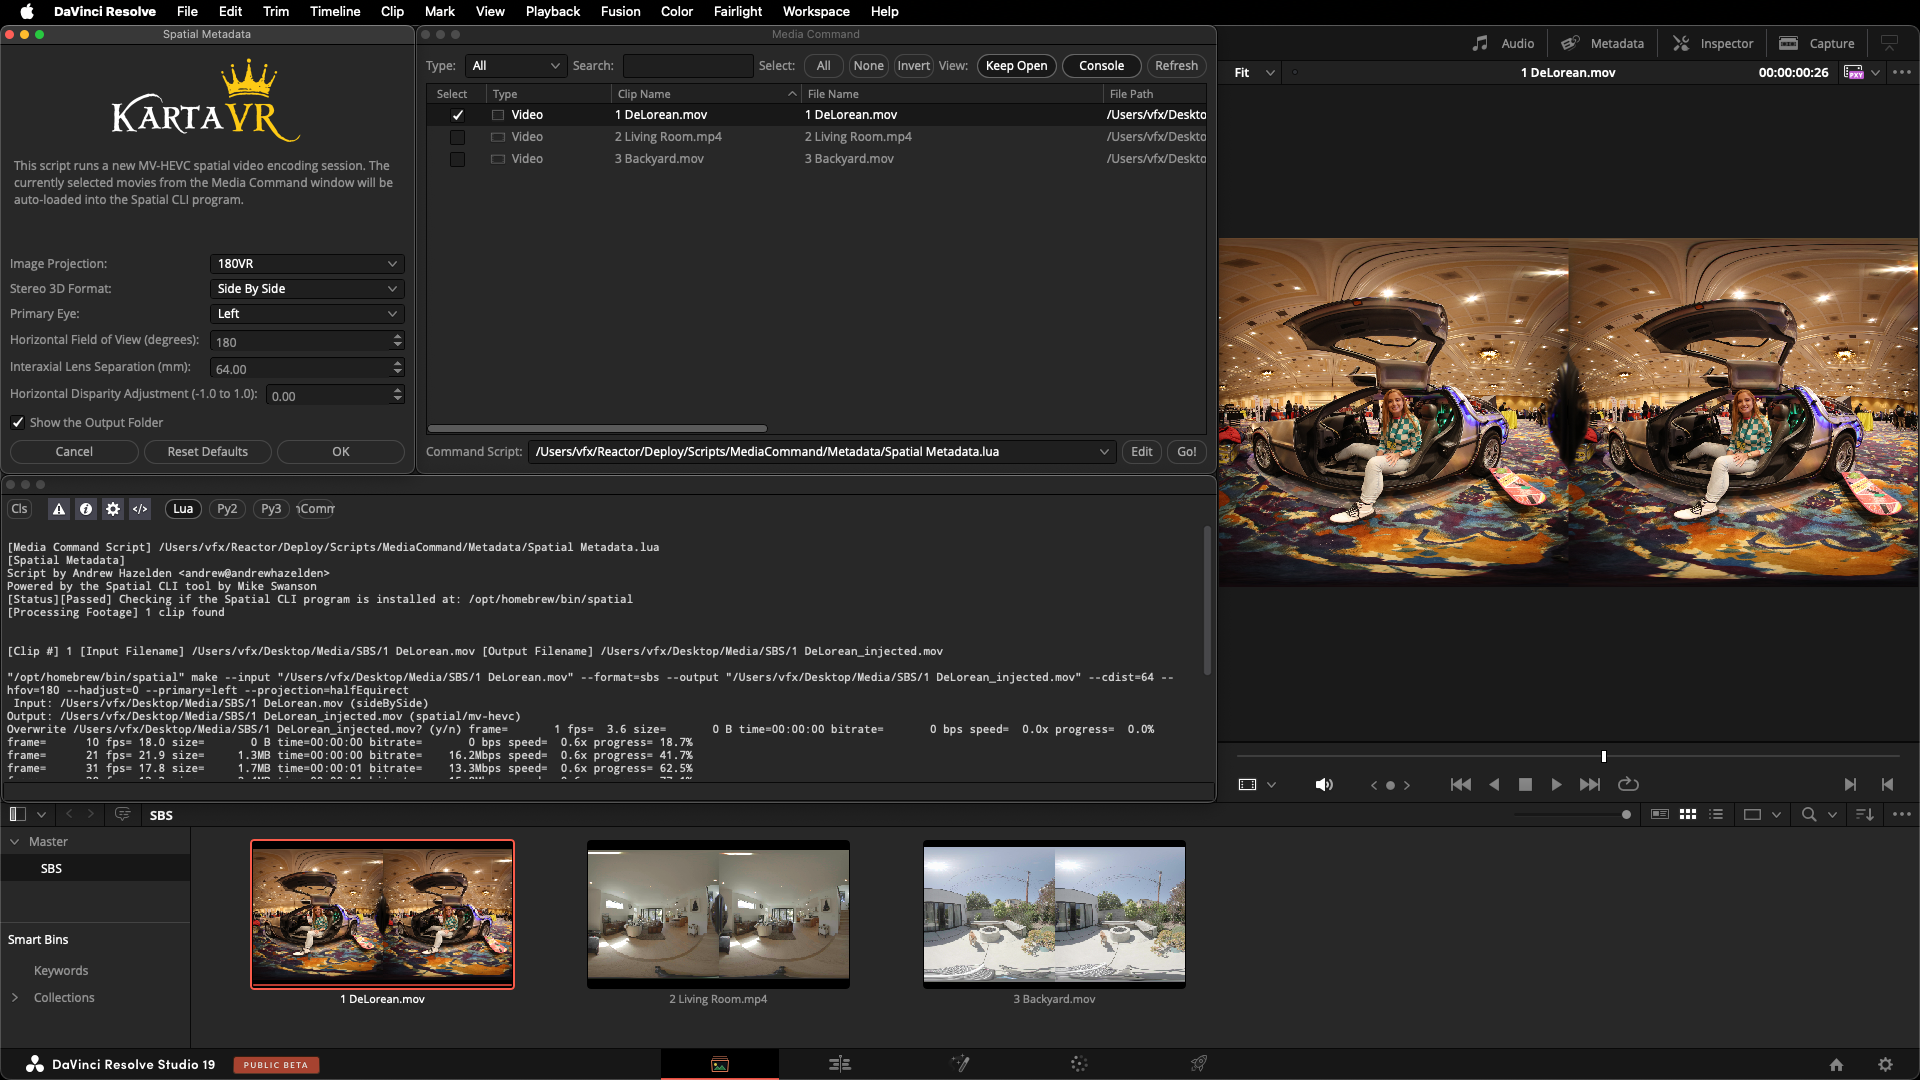 DaVinci Resolve File Edit Trim Timeline Clip Mark View Playback Fusion Color Fairlight Workspace Help
Spatial Metadata
KARTAVR
This script runs a new MV-HEVC spatial video encoding session. The
currently selected movies from the Media Command window will be
auto-loaded into the Spatial CLI program.
Image Projection: 180VR
Stereo 3D Format: Side By Side
Primary Eye: Left
Horizontal Field of View (degrees): 180
Interaxial Lens Separation (mm): 64.00
Horizontal Disparity Adjustment (-1.0 to 1.0): 0.00
Show the Output Folder
Cancel Reset Defaults OK
Media Command
Type: All Search: Select: All None Invert View: Keep Open Console Refresh
Select Type Clip Name File Name File Path
Video 1 DeLorean.mov 1 DeLorean.mov /Users/vfx/Deskto
Video 2 Living Room.mp4 2 Living Room.mp4 /Users/vfx/Deskto
Video 3 Backyard.mov 3 Backyard.mov /Users/vfx/Deskto
Command Script: /Users/vfx/Reactor/Deploy/Scripts/MediaCommand/Metadata/Spatial Metadata.lua Edit Go!
Audio Metadata Inspector Capture
Fit 1 DeLorean.mov 00:00:00:26 PXY
Cls Lua Py2 Py3
[Media Command Script] /Users/vfx/Reactor/Deploy/Scripts/MediaCommand/Metadata/Spatial Metadata.lua
[Spatial Metadata]
Script by Andrew Hazelden <andrew@andrewhazelden>
Powered by the Spatial CLI tool by Mike Swanson
[Status][Passed] Checking if the Spatial CLI program is installed at: /opt/homebrew/bin/spatial
[Processing Footage] 1 clip found
[Clip #] 1 [Input Filename] /Users/vfx/Desktop/Media/SBS/1 DeLorean.mov [Output Filename] /Users/vfx/Desktop/Media/SBS/1 DeLorean_injected.mov
"/opt/homebrew/bin/spatial" make --input "/Users/vfx/Desktop/Media/SBS/1 DeLorean.mov" --format=sbs --output "/Users/vfx/Desktop/Media/SBS/1 DeLorean_injected.mov" --cdist=64 --
hfov=180 --hadjust=0 --primary=left --projection=halfEquirect
Input: /Users/vfx/Desktop/Media/SBS/1 DeLorean.mov (sideBySide)
Output: /Users/vfx/Desktop/Media/SBS/1 DeLorean_injected.mov (spatial/mv-hevc)
Overwrite /Users/vfx/Desktop/Media/SBS/1 DeLorean_injected.mov? (y/n) frame= 1 fps= 3.6 size= 0 B time=00:00:00 bitrate= 0 bps speed= 0.0x progress= 0.0%
frame= 10 fps= 18.0 size= 0 B time=00:00:00 bitrate= 0 bps speed= 0.6x progress= 18.7%
frame= 21 fps= 21.9 size= 1.3MB time=00:00:01 bitrate= 16.2Mbps speed= 0.6x progress= 41.7%
frame= 31 fps= 17.8 size= 1.7MB time=00:00:01 bitrate= 13.3Mbps speed= 0.6x progress= 62.5%
SBS
Master
SBS
Smart Bins
Keywords
Collections
1 DeLorean.mov
2 Living Room.mp4
3 Backyard.mov
DaVinci Resolve Studio 19 PUBLIC BETA